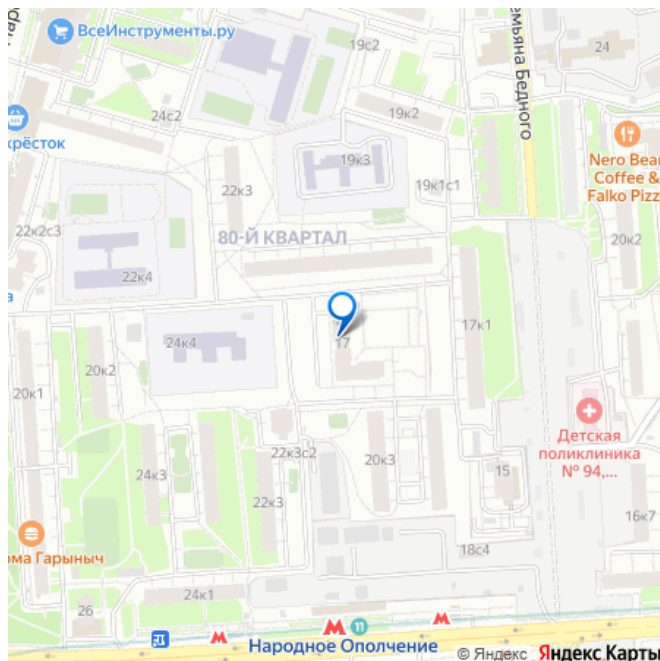 ВсеИнструменты.ру
19с2
24
24с2
19к2
емьяна Бедного
хрёсток
22к3
19к3
19к1с1
Nero Bear
Coffee &
Falko Pizz
22к2с3
80-Й КВАРТАЛ
20к2
22к4
а
17к1
17
24к4
20к2
20к1
Детская
поликлиника
№ 94,...
22к3с2
20к3
24к3
15
22к3
16к7
ома Гарыныч
18с4
24к1
26
М М 11 М
Народное Ополчение
© Яндекс Яндекс Карты